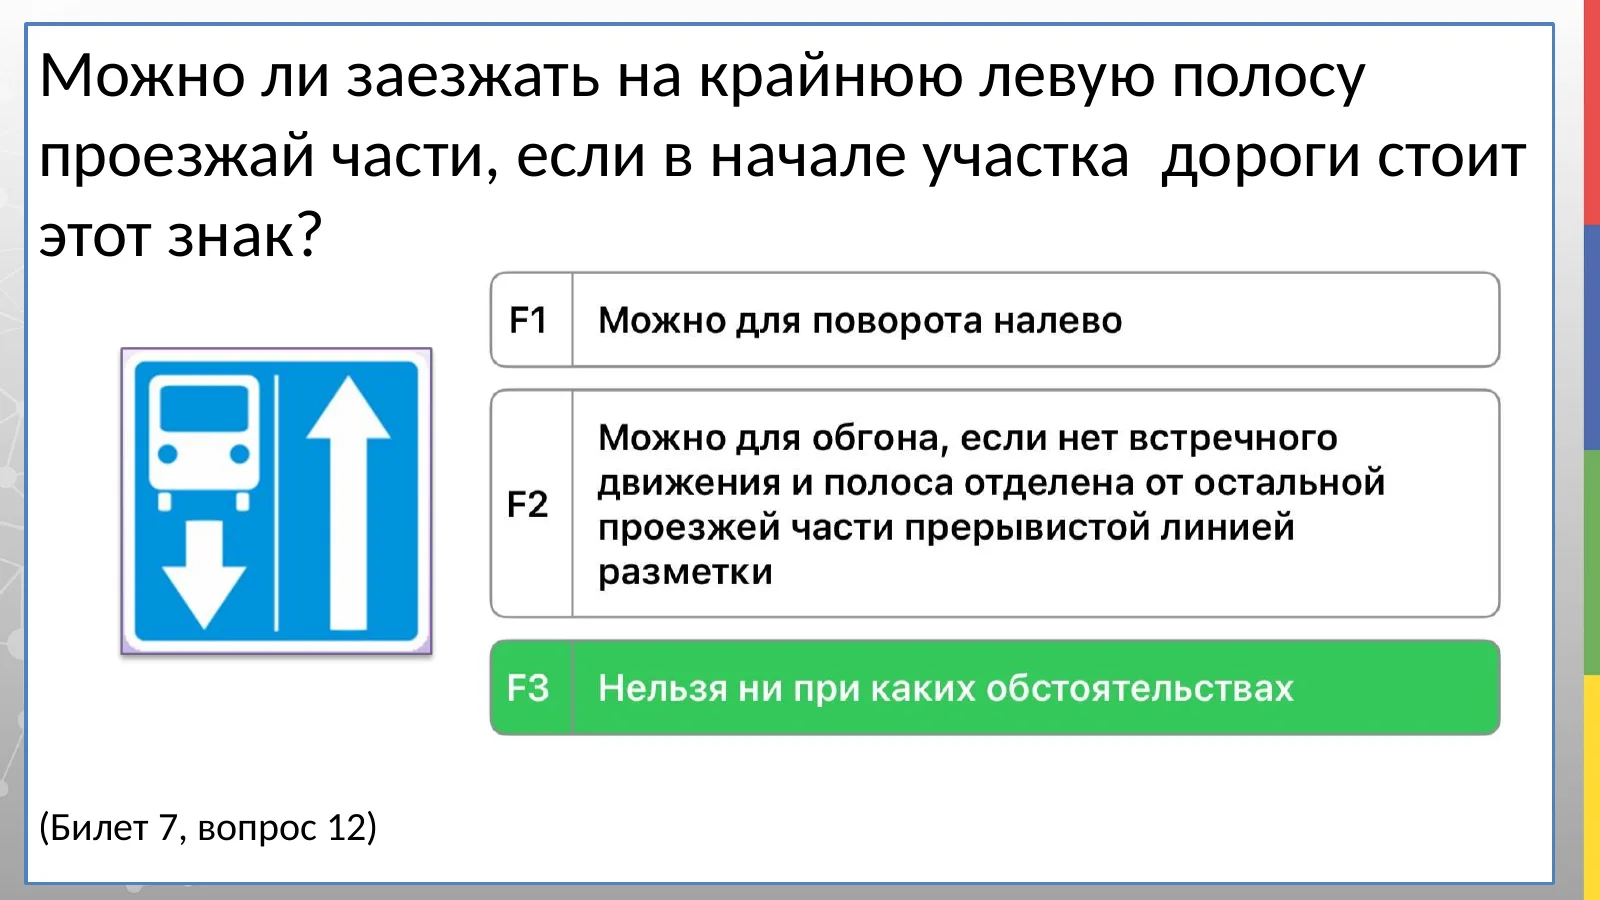 Можно ли заезжать на крайнюю левую полосу
проезжай части, если в начале участка  дороги стоит
этот знак?
F1 Можно для поворота налево
F2 Можно для обгона, если нет встречного
движения и полоса отделена от остальной
проезжей части прерывистой линией
разметки
F3 Нельзя ни при каких обстоятельствах
(Билет 7, вопрос 12)